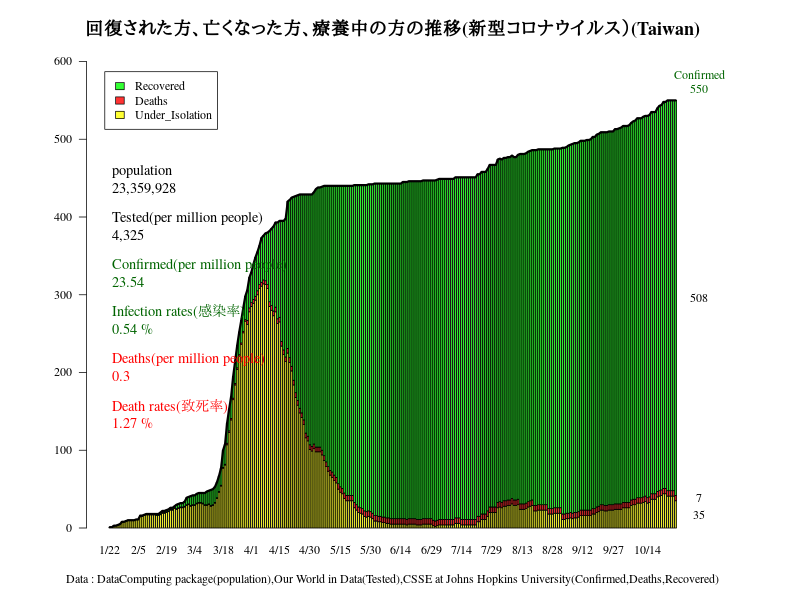 回復された方、亡くなった方、療養中の方の推移(新型コロナウイルス）(Taiwan)
Confirmed
550
Recovered
Deaths
Under_Isolation
population
23,359,928
Tested(per million people)
4,325
Confirmed(per million people)
23.54
Infection rates(感染率)
0.54 %
Deaths(per million people)
0.3
Death rates(致死率)
1.27 %
600
500
400
300
200
100
0
508
7
35
1/22 2/5 2/19 3/4 3/18 4/1 4/15 4/30 5/15 5/30 6/14 6/29 7/14 7/29 8/13 8/28 9/12 9/27 10/14
Data : DataComputing package(population),Our World in Data(Tested),CSSE at Johns Hopkins University(Confirmed,Deaths,Recovered)